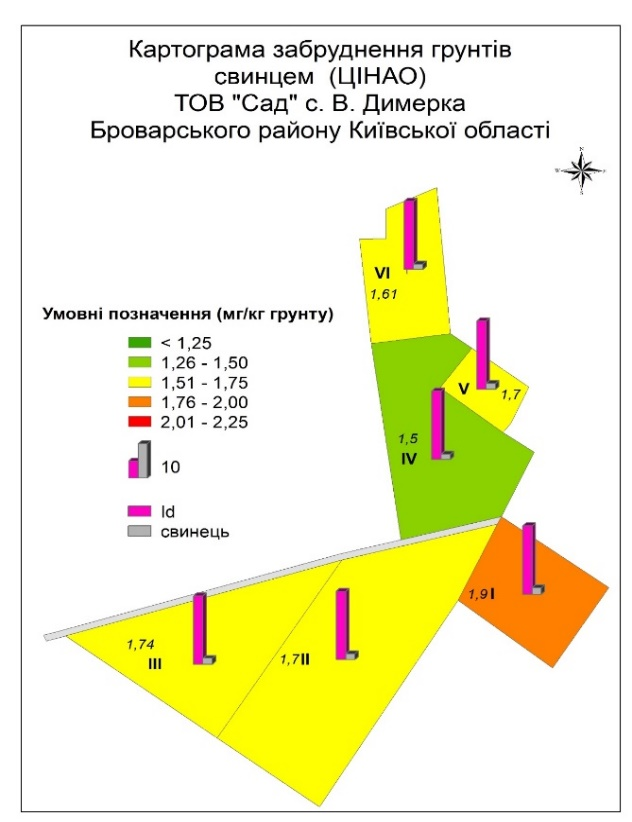 Картограма забруднення грунтів
свинцем (ЦІНАО)
ТОВ "Сад" с. В. Димерка
Броварського району Київської області
N
VI
1,61
Умовні позначення (мг/кг грунту)
< 1,25
1,26 - 1,50
1,51 - 1,75
1,76 - 2,00
2,01 - 2,25
10
Id
свинець
V
1,7
1,5
IV
1,9 I
1,74
III
1,7 II